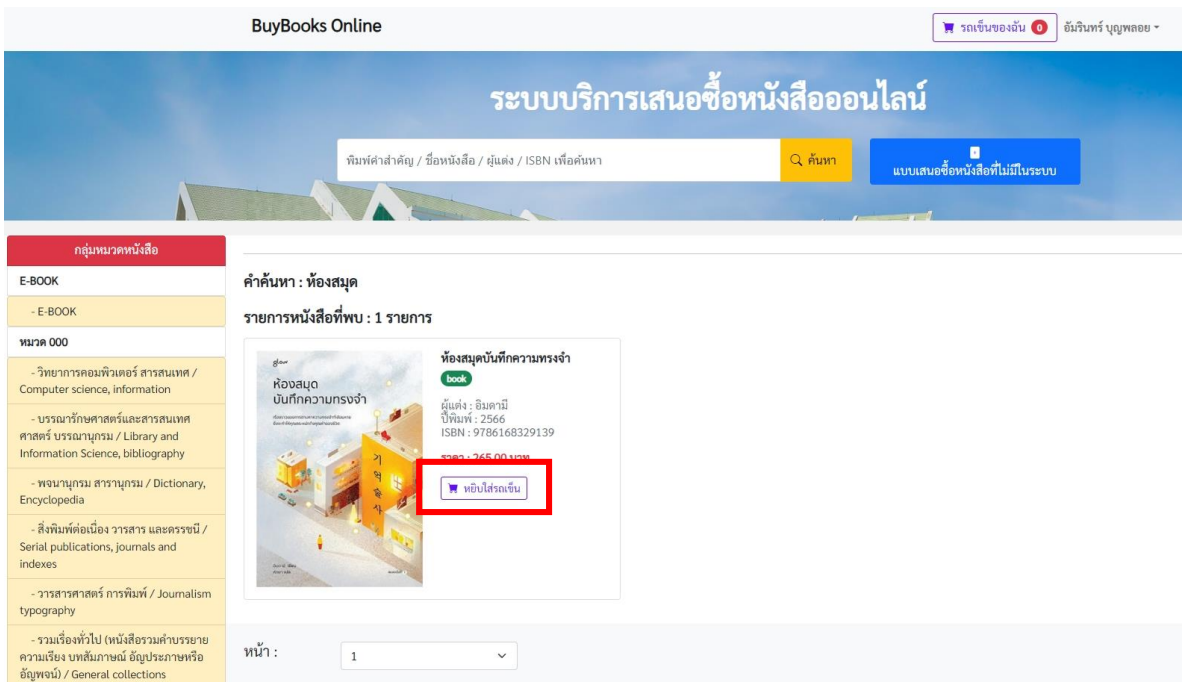 BuyBooks Online
รถเข็นของฉัน 0
อัมรินทร์ บุญพลอย
ระบบบริการเสนอซื้อหนังสือออนไลน์
พิมพ์คำสำคัญ / ชื่อหนังสือ / ผู้แต่ง / ISBN เพื่อค้นหา
ค้นหา
แบบเสนอซื้อหนังสือที่ไม่มีในระบบ
กลุ่มหมวดหนังสือ
E-BOOK
- E-BOOK
หมวด 000
- วิทยาการคอมพิวเตอร์ สารสนเทศ /
Computer science, information
- บรรณารักษศาสตร์และสารสนเทศ
ศาสตร์ บรรณานุกรม / Library and
Information Science, bibliography
- พจนานุกรม สารานุกรม / Dictionary,
Encyclopedia
- สิ่งพิมพ์ต่อเนื่อง วารสาร และดรรชนี /
Serial publications, journals and
indexes
- วารสารศาสตร์ การพิมพ์ / Journalism
typography
- รวมเรื่องทั่วไป (หนังสือรวมคำบรรยาย
ความเรียง บทสัมภาษณ์ อัญประภาษหรือ
อัญพจน์) / General collections
คำค้นหา : ห้องสมุด
รายการหนังสือที่พบ : 1 รายการ
glow
ห้องสมุด
บันทึกความทรงจำ
기억술사
ห้องสมุดบันทึกความทรงจำ
book
ผู้แต่ง : อิมดามี
ปีพิมพ์ : 2566
ISBN : 9786168329139
ราคา : 265.00 บาท
หยิบใส่รถเข็น
หน้า :
1